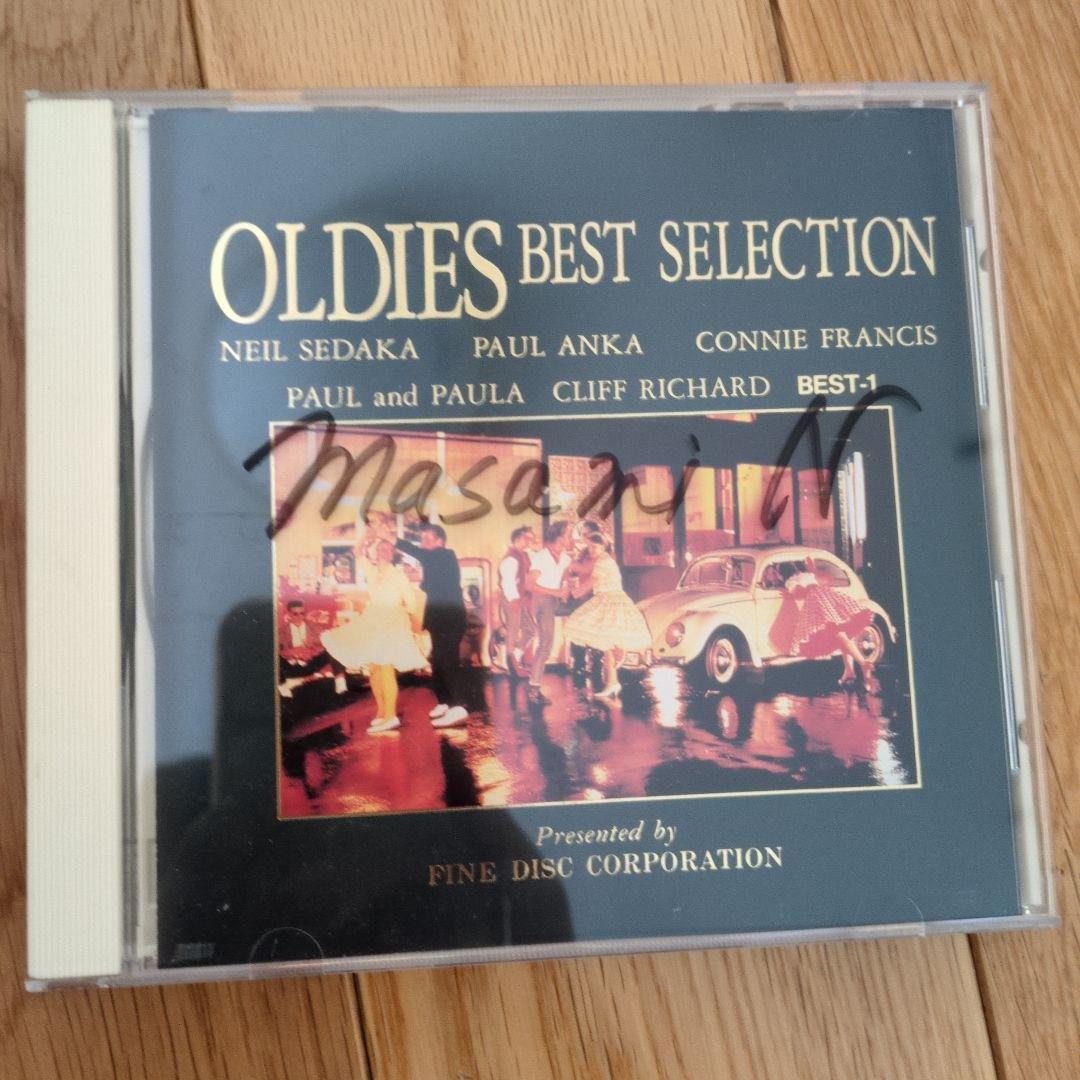 OLDIES BEST SELECTION
NEIL SEDAKA PAUL ANKA CONNIE FRANCIS
PAUL and PAULA CLIFF RICHARD BEST-1
Masami N
Presented by
FINE DISC CORPORATION